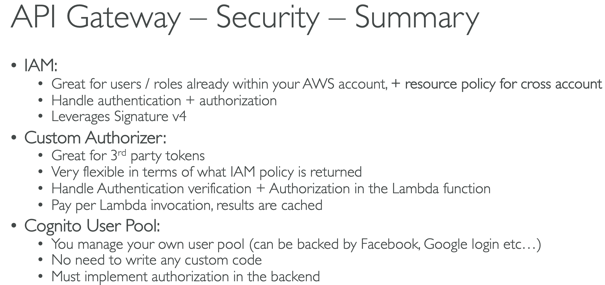 API Gateway – Security – Summary
• IAM:
• Great for users / roles already within your AWS account, + resource policy for cross account
• Handle authentication + authorization
• Leverages Signature v4
• Custom Authorizer:
• Great for 3rd party tokens
• Very flexible in terms of what IAM policy is returned
• Handle Authentication verification + Authorization in the Lambda function
• Pay per Lambda invocation, results are cached
• Cognito User Pool:
• You manage your own user pool (can be backed by Facebook, Google login etc…)
• No need to write any custom code
• Must implement authorization in the backend